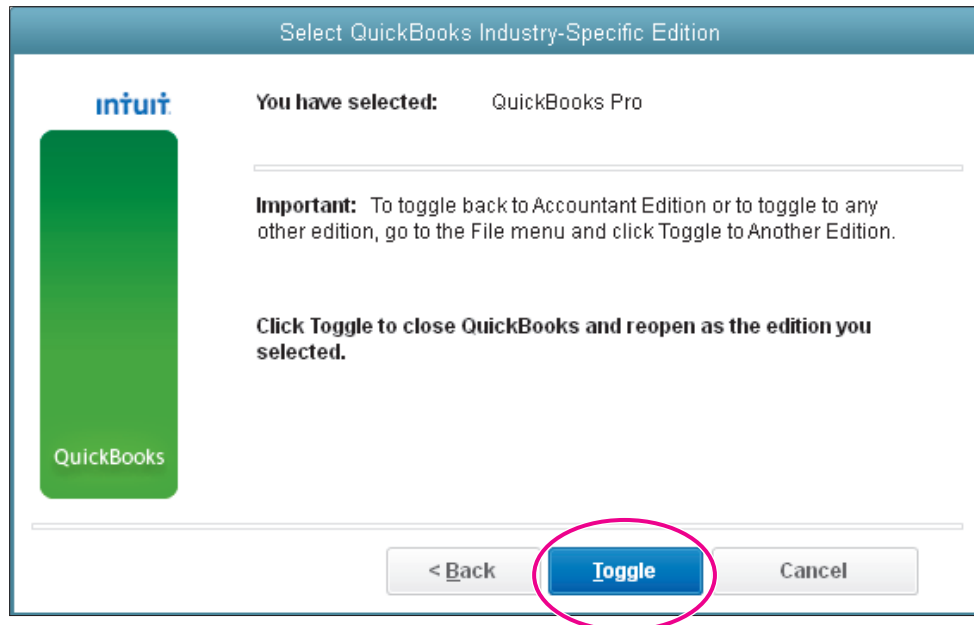 Select QuickBooks Industry-Specific Edition
intuit
You have selected: QuickBooks Pro
Important: To toggle back to Accountant Edition or to toggle to any
other edition, go to the File menu and click Toggle to Another Edition.
Click Toggle to close QuickBooks and reopen as the edition you
selected.
QuickBooks
< Back
Toggle
Cancel